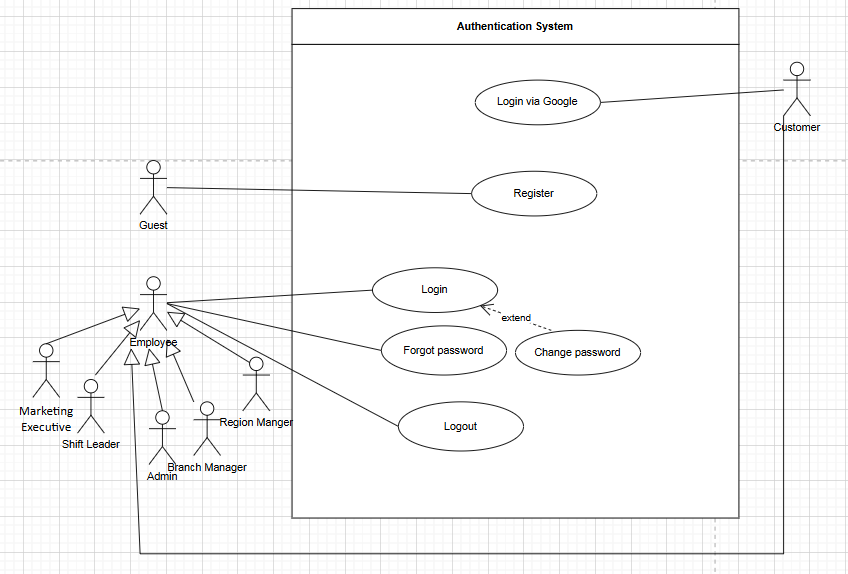 Authentication System
Login via Google
Customer
Register
Guest
Login
extend
Employee
Forgot password
Change password
Marketing
Executive
Region Manger
Logout
Shift Leader
Branch Manager
Admin